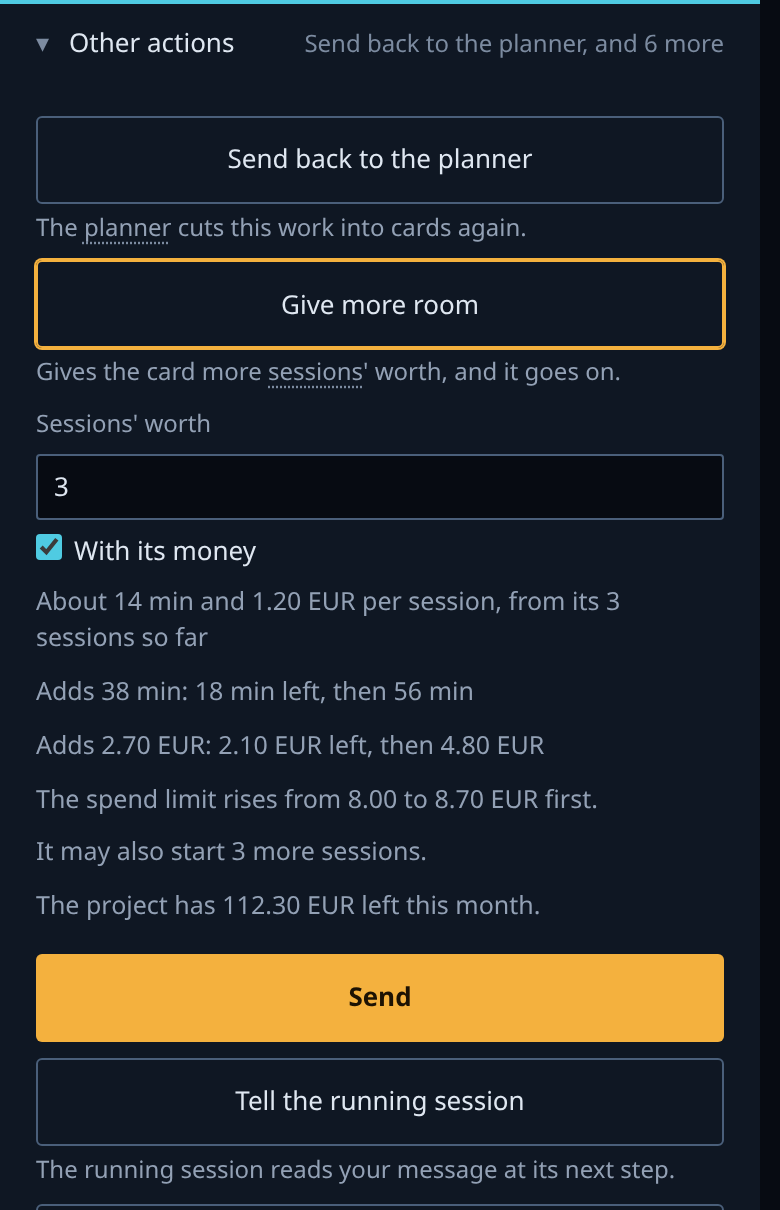 ▼ Other actions Send back to the planner, and 6 more
Send back to the planner
The planner cuts this work into cards again.
Give more room
Gives the card more sessions' worth, and it goes on.
Sessions' worth
3
With its money
About 14 min and 1.20 EUR per session, from its 3
sessions so far
Adds 38 min: 18 min left, then 56 min
Adds 2.70 EUR: 2.10 EUR left, then 4.80 EUR
The spend limit rises from 8.00 to 8.70 EUR first.
It may also start 3 more sessions.
The project has 112.30 EUR left this month.
Send
Tell the running session
The running session reads your message at its next step.